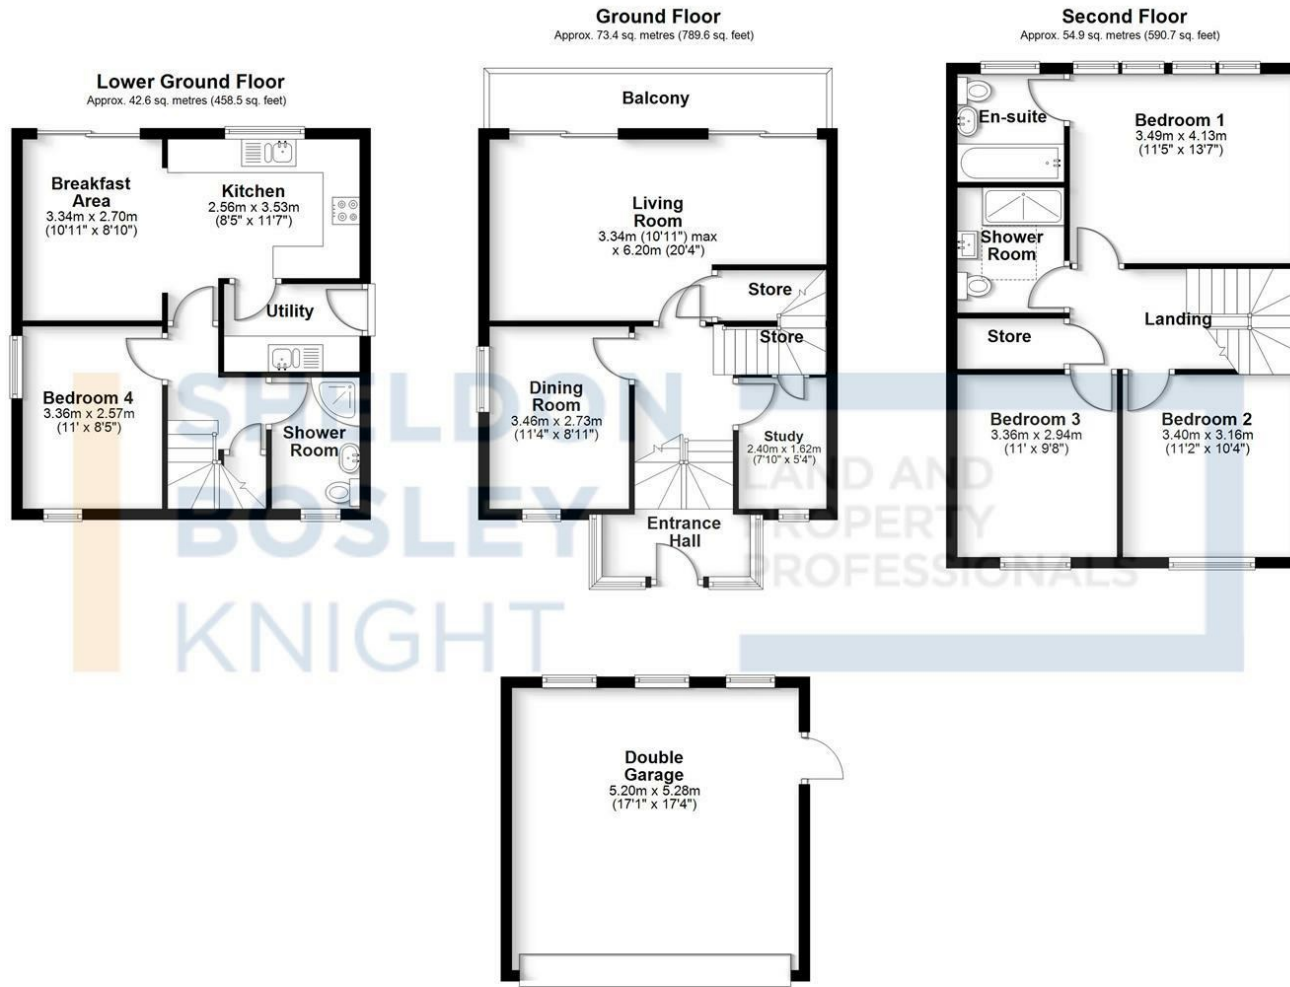 Lower Ground Floor
Approx. 42.6 sq. metres (458.5 sq. feet)
Breakfast
Area
3.34m x 2.70m
(10'11" x 8'10")
Kitchen
2.56m x 3.53m
(8'5" x 11'7")
Utility
Bedroom 4
3.36m x 2.57m
(11' x 8'5")
Shower
Room
Ground Floor
Approx. 73.4 sq. metres (789.6 sq. feet)
Balcony
Living
Room
3.34m (10'11") max
x 6.20m (20'4")
Store
Store
Dining
Room
3.46m x 2.73m
(11'4" x 8'11")
Study
2.40m x 1.62m
(7'10" x 5'4")
Entrance
Hall
Second Floor
Approx. 54.9 sq. metres (590.7 sq. feet)
En-suite
Bedroom 1
3.49m x 4.13m
(11'5" x 13'7")
Shower
Room
Landing
Store
Bedroom 3
3.36m x 2.94m
(11' x 9'8")
Bedroom 2
3.40m x 3.16m
(11'2" x 10'4")
Double
Garage
5.20m x 5.28m
(17'1" x 17'4")
SHELDON
BOSLEY
KNIGHT
LAND AND
PROPERTY
PROFESSIONALS